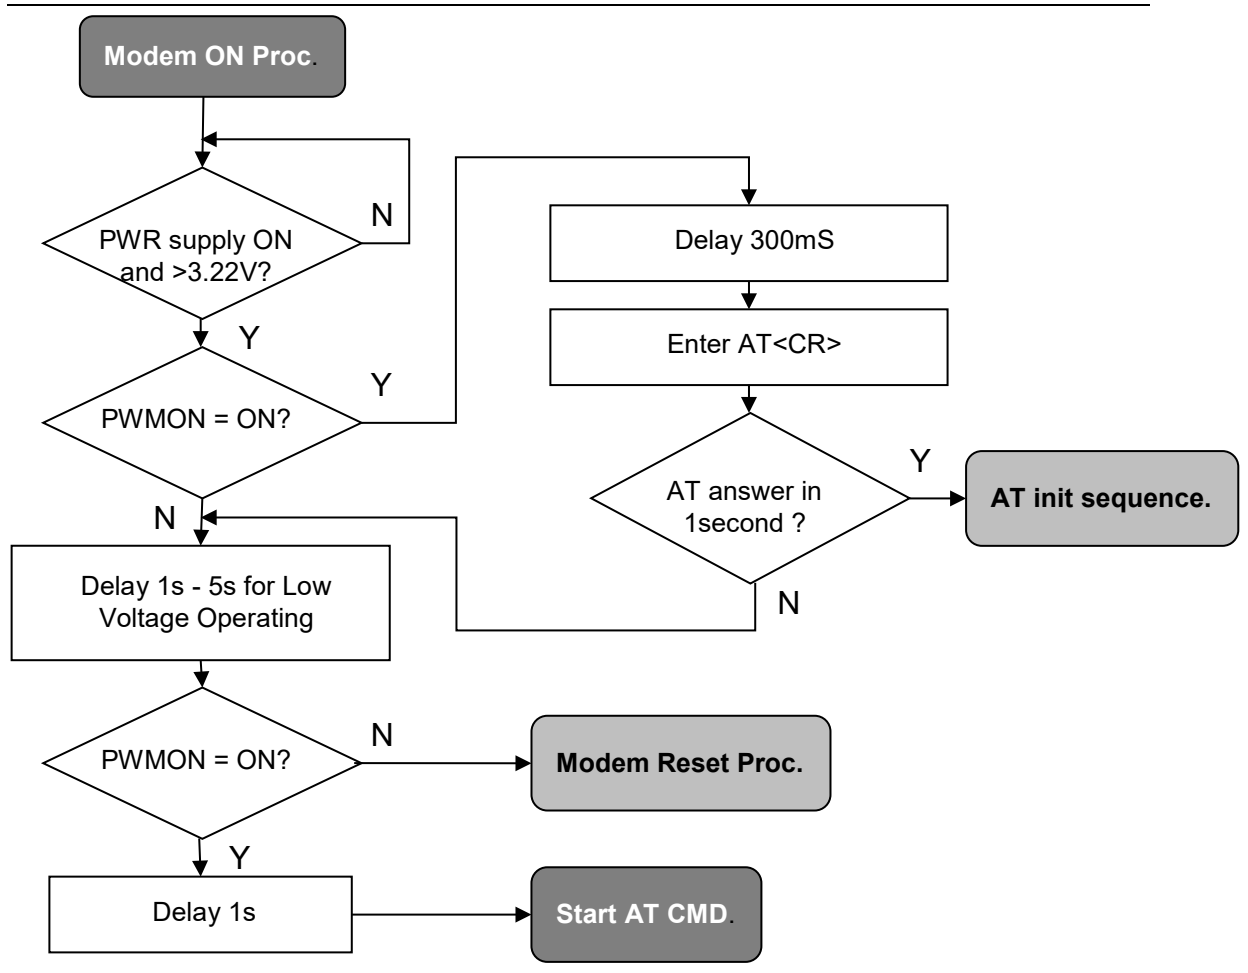 Modem ON Proc.
N
PWR supply ON
and >3.22V?
Y
PWMON = ON?
Y
Delay 300mS
Enter AT<CR>
AT answer in
1second ?
Y
AT init sequence.
N
N
Delay 1s - 5s for Low
Voltage Operating
PWMON = ON?
N
Modem Reset Proc.
Y
Delay 1s
Start AT CMD.